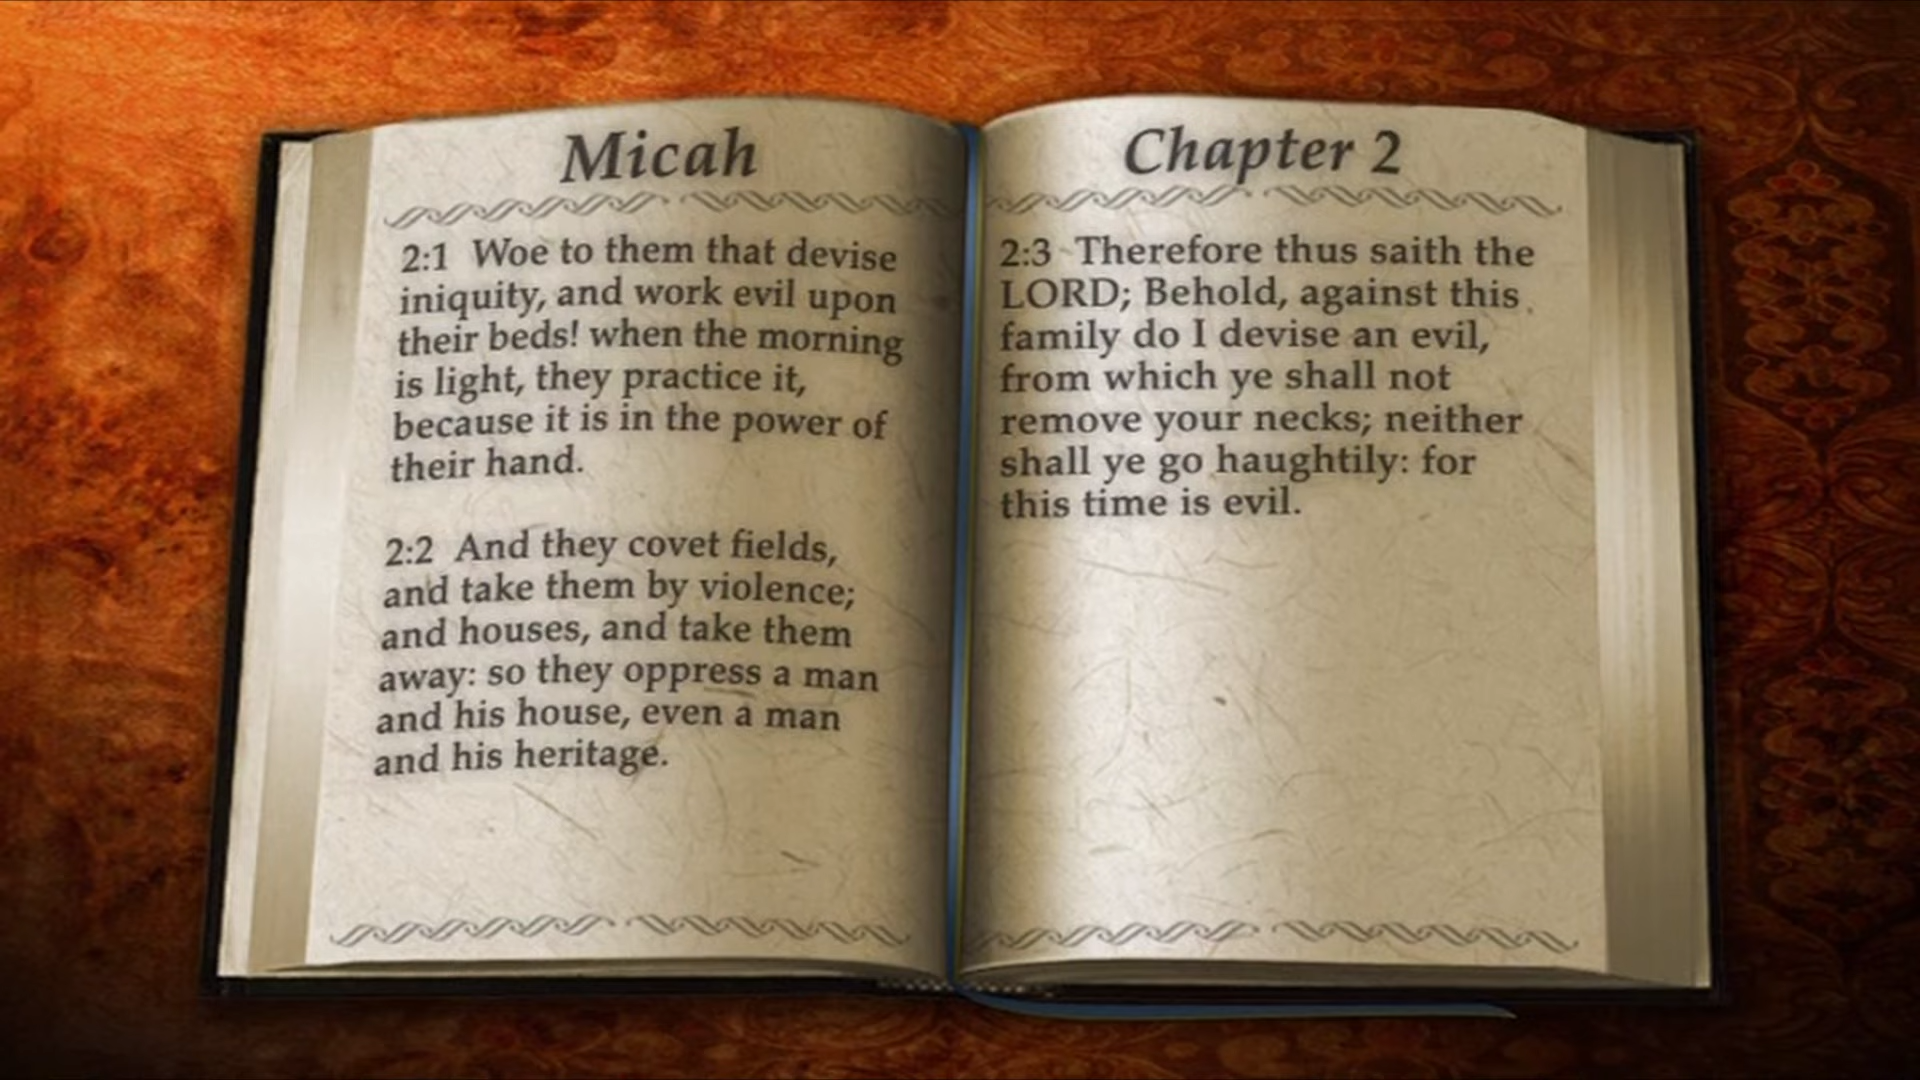 Micah
2:1 Woe to them that devise
iniquity, and work evil upon
their beds! when the morning
is light, they practice it,
because it is in the power of
their hand.
2:2 And they covet fields,
and take them by violence;
and houses, and take them
away: so they oppress a man
and his house, even a man
and his heritage.
Chapter 2
2:3 Therefore thus saith the
LORD; Behold, against this
family do I devise an evil,
from which ye shall not
remove your necks; neither
shall ye go haughtily: for
this time is evil.